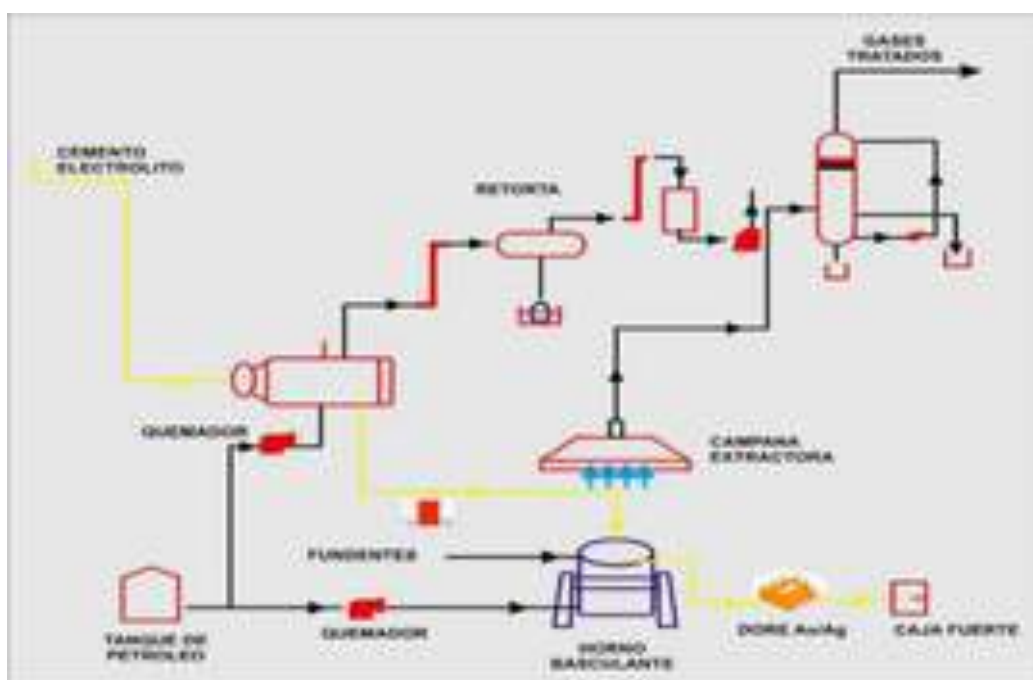 GASES
TRATADOS
CEMENTO
ELECTROLITO
RETORTA
QUEMADOR
CAMPANA
EXTRACTORA
FUNDENTES
TANQUE DE
PETROLEO
QUEMADOR
HORNO
BASCULANTE
DORE Au/Ag
CAJA FUERTE